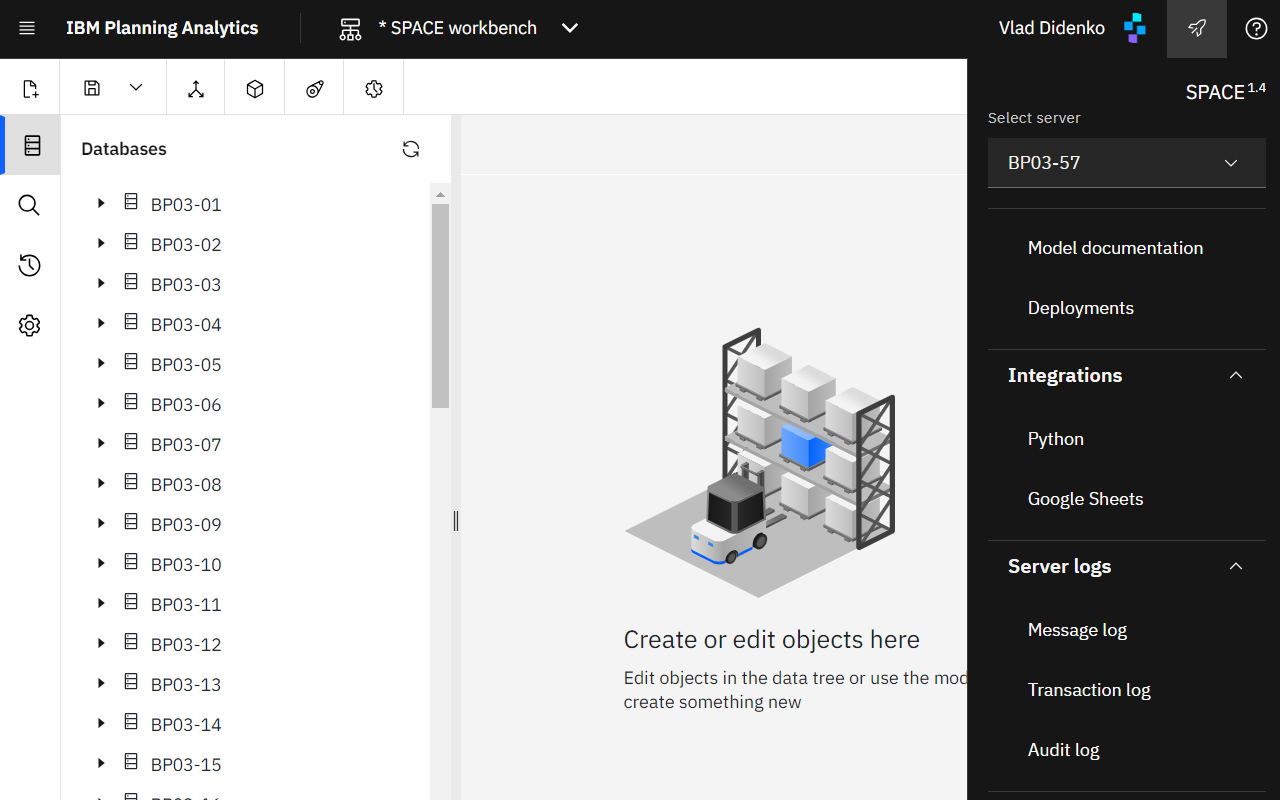 IBM Planning Analytics
* SPACE workbench
Vlad Didenko
SPACE 1.4
Select server
BP03-57
Model documentation
Deployments
Integrations
Python
Google Sheets
Server logs
Message log
Transaction log
Audit log
Databases
BP03-01
BP03-02
BP03-03
BP03-04
BP03-05
BP03-06
BP03-07
BP03-08
BP03-09
BP03-10
BP03-11
BP03-12
BP03-13
BP03-14
BP03-15
Create or edit objects here
Edit objects in the data tree or use the mod
create something new